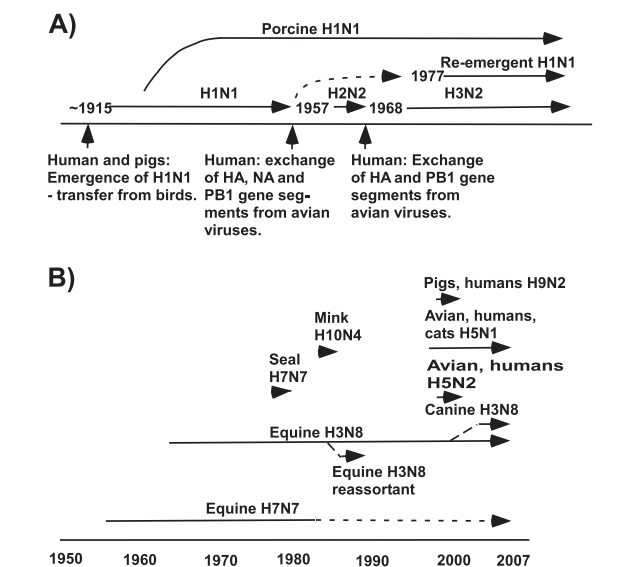 A)
Porcine H1N1
1977 Re-emergent H1N1
~1915 H1N1 1957 H2N2 1968 H3N2
Human and pigs:
Emergence of H1N1
- transfer from birds.
Human: exchange
of HA, NA and
PB1 gene seg-
ments from avian
viruses.
Human: Exchange
of HA and PB1 gene
segments from
avian viruses.
B)
Pigs, humans H9N2
Mink
H10N4
Avian, humans,
cats H5N1
Seal
H7N7
Avian, humans
H5N2
Canine H3N8
Equine H3N8
Equine H3N8
reassortant
Equine H7N7
1950 1960 1970 1980 1990 2000 2007